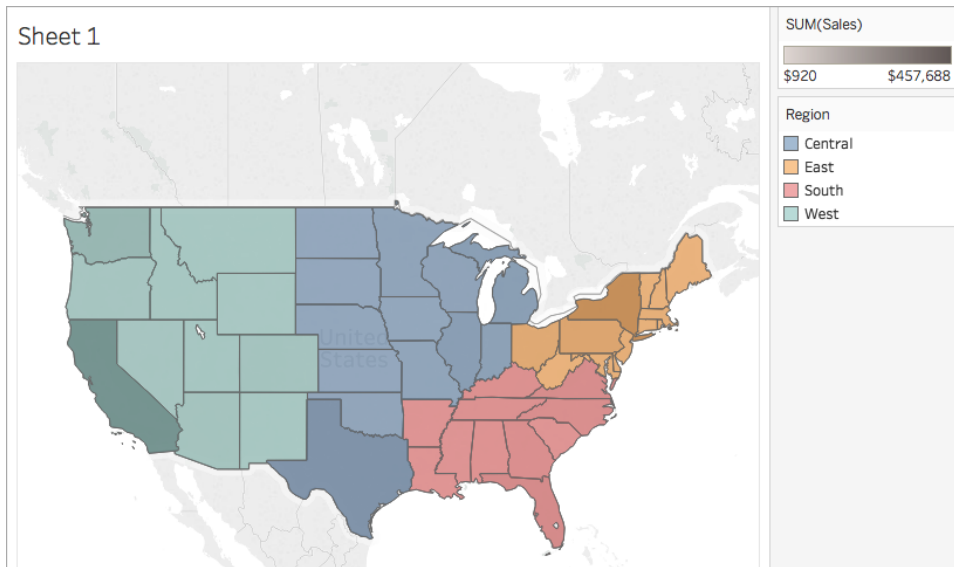 Sheet 1
United
States
SUM(Sales)
$920 $457,688
Region
Central
East
South
West